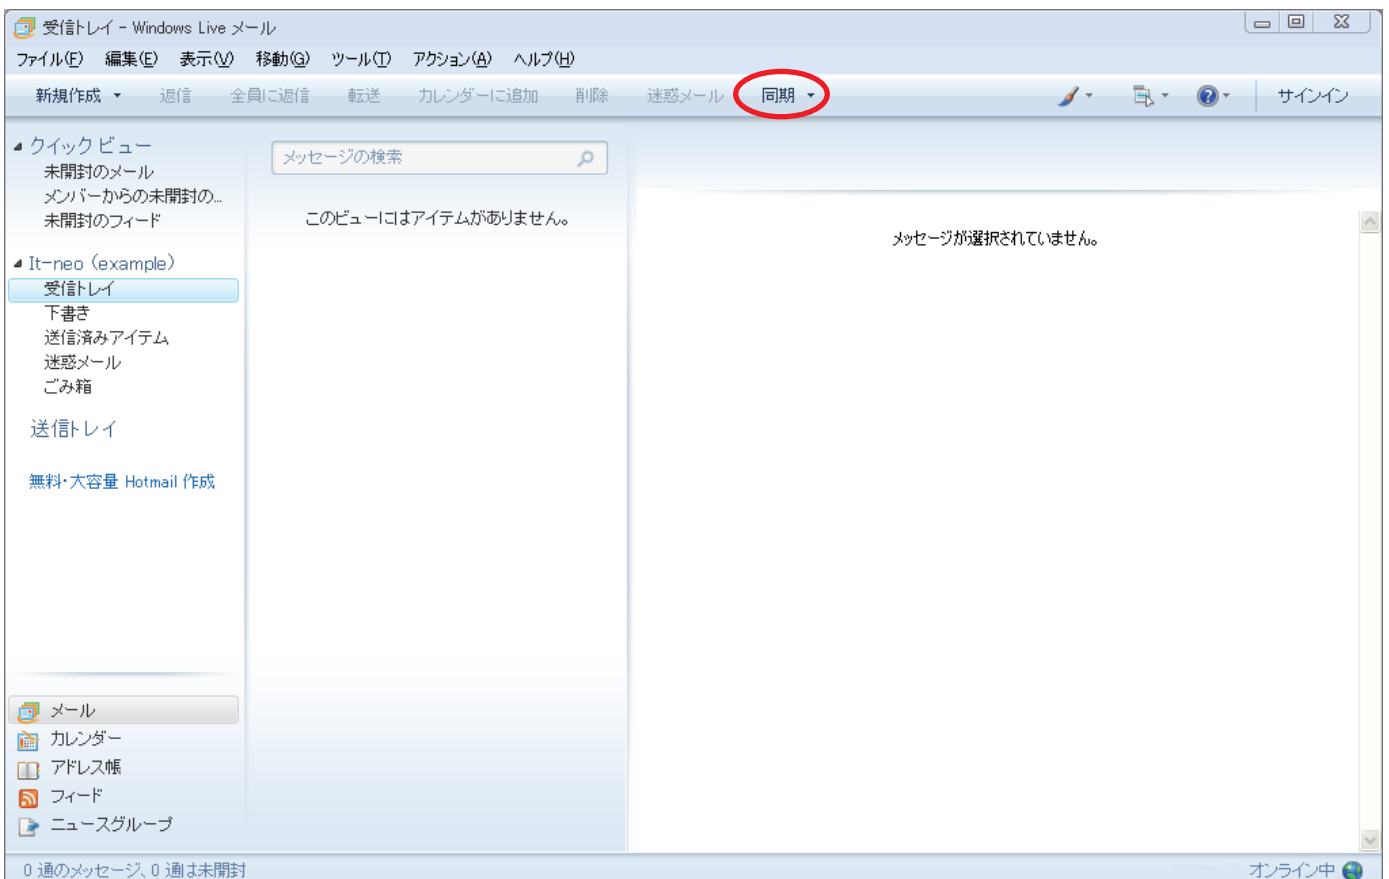 受信トレイ - Windows Live メール
ファイル(F) 編集(E) 表示(V) 移動(G) ツール(T) アクション(A) ヘルプ(H)
新規作成 返信 全員に返信 転送 カレンダーに追加 削除 迷惑メール 同期 サインイン
クイック ビュー
未開封のメール
メンバーからの未開封の...
未開封のフィード
It-neo (example)
受信トレイ
下書き
送信済みアイテム
迷惑メール
ごみ箱
送信トレイ
無料・大容量 Hotmail 作成
メール
カレンダー
アドレス帳
フィード
ニュースグループ
メッセージの検索
このビューにはアイテムがありません。
メッセージが選択されていません。
0 通のメッセージ、0 通は未開封
オンライン中